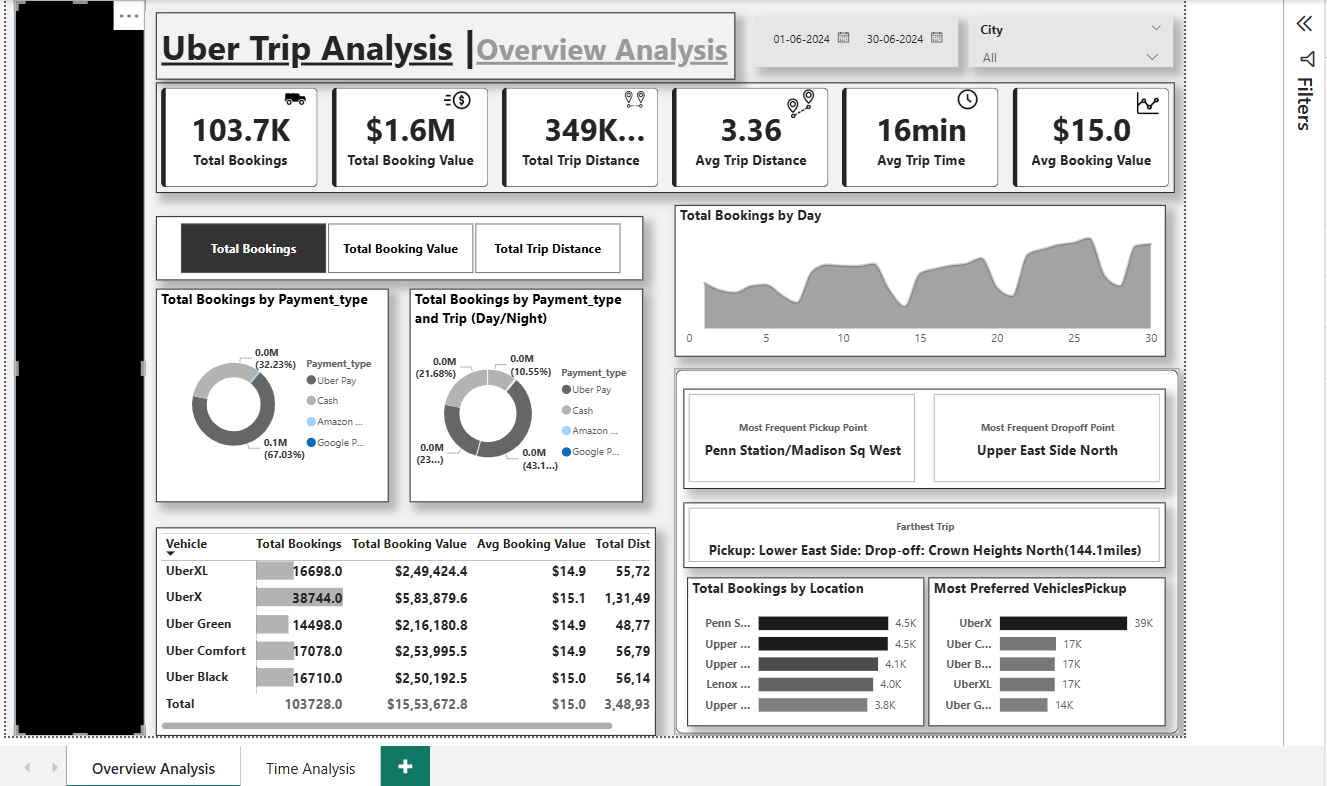 Uber Trip Analysis |Overview Analysis
01-06-2024 30-06-2024
City
All
Filters
103.7K
Total Bookings
$1.6M
Total Booking Value
349K...
Total Trip Distance
3.36
Avg Trip Distance
16min
Avg Trip Time
$15.0
Avg Booking Value
Total Bookings Total Booking Value Total Trip Distance
Total Bookings by Payment_type
0.0M
(32.23%)
0.1M
(67.03%)
Payment_type
Uber Pay
Cash
Amazon ...
Google P...
Total Bookings by Payment_type
and Trip (Day/Night)
0.0M
(21.68%)
0.0M
(10.55%)
0.0M
(23...)
0.0M
(43.1...)
Payment_type
Uber Pay
Cash
Amazon ...
Google P...
Total Bookings by Day
0 5 10 15 20 25 30
Most Frequent Pickup Point
Penn Station/Madison Sq West
Most Frequent Dropoff Point
Upper East Side North
Farthest Trip
Pickup: Lower East Side: Drop-off: Crown Heights North(144.1miles)
Vehicle Total Bookings Total Booking Value Avg Booking Value Total Dist
UberXL 16698.0 $2,49,424.4 $14.9 55,72
UberX 38744.0 $5,83,879.6 $15.1 1,31,49
Uber Green 14498.0 $2,16,180.8 $14.9 48,77
Uber Comfort 17078.0 $2,53,995.5 $14.9 56,79
Uber Black 16710.0 $2,50,192.5 $15.0 56,14
Total 103728.0 $15,53,672.8 $15.0 3,48,93
Total Bookings by Location
Penn S... 4.5K
Upper ... 4.5K
Upper ... 4.1K
Lenox ... 4.0K
Upper ... 3.8K
Most Preferred VehiclesPickup
UberX 39K
Uber C... 17K
Uber B... 17K
UberXL 17K
Uber G... 14K
Overview Analysis Time Analysis